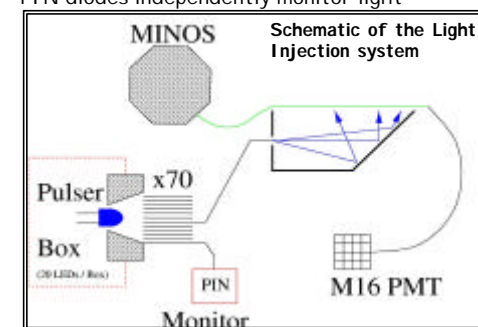 PIN diodes independently monitor light
MINOS
Schematic of the Light
Injection system
Pulser
x70
Box
(20 LEDs / Box)
PIN
M16 PMT
Monitor